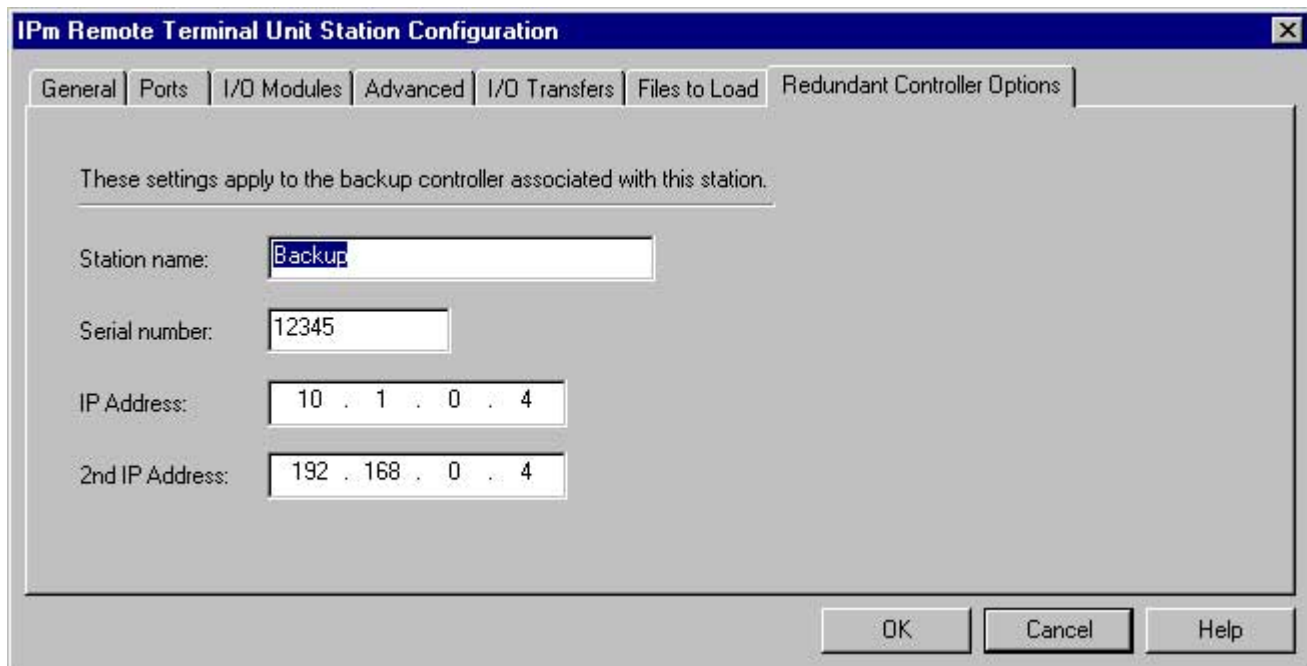 IPm Remote Terminal Unit Station Configuration
General Ports I/O Modules Advanced I/O Transfers Files to Load Redundant Controller Options
These settings apply to the backup controller associated with this station.
Station name: Backup
Serial number: 12345
IP Address: 10 . 1 . 0 . 4
2nd IP Address: 192 . 168 . 0 . 4
OK Cancel Help